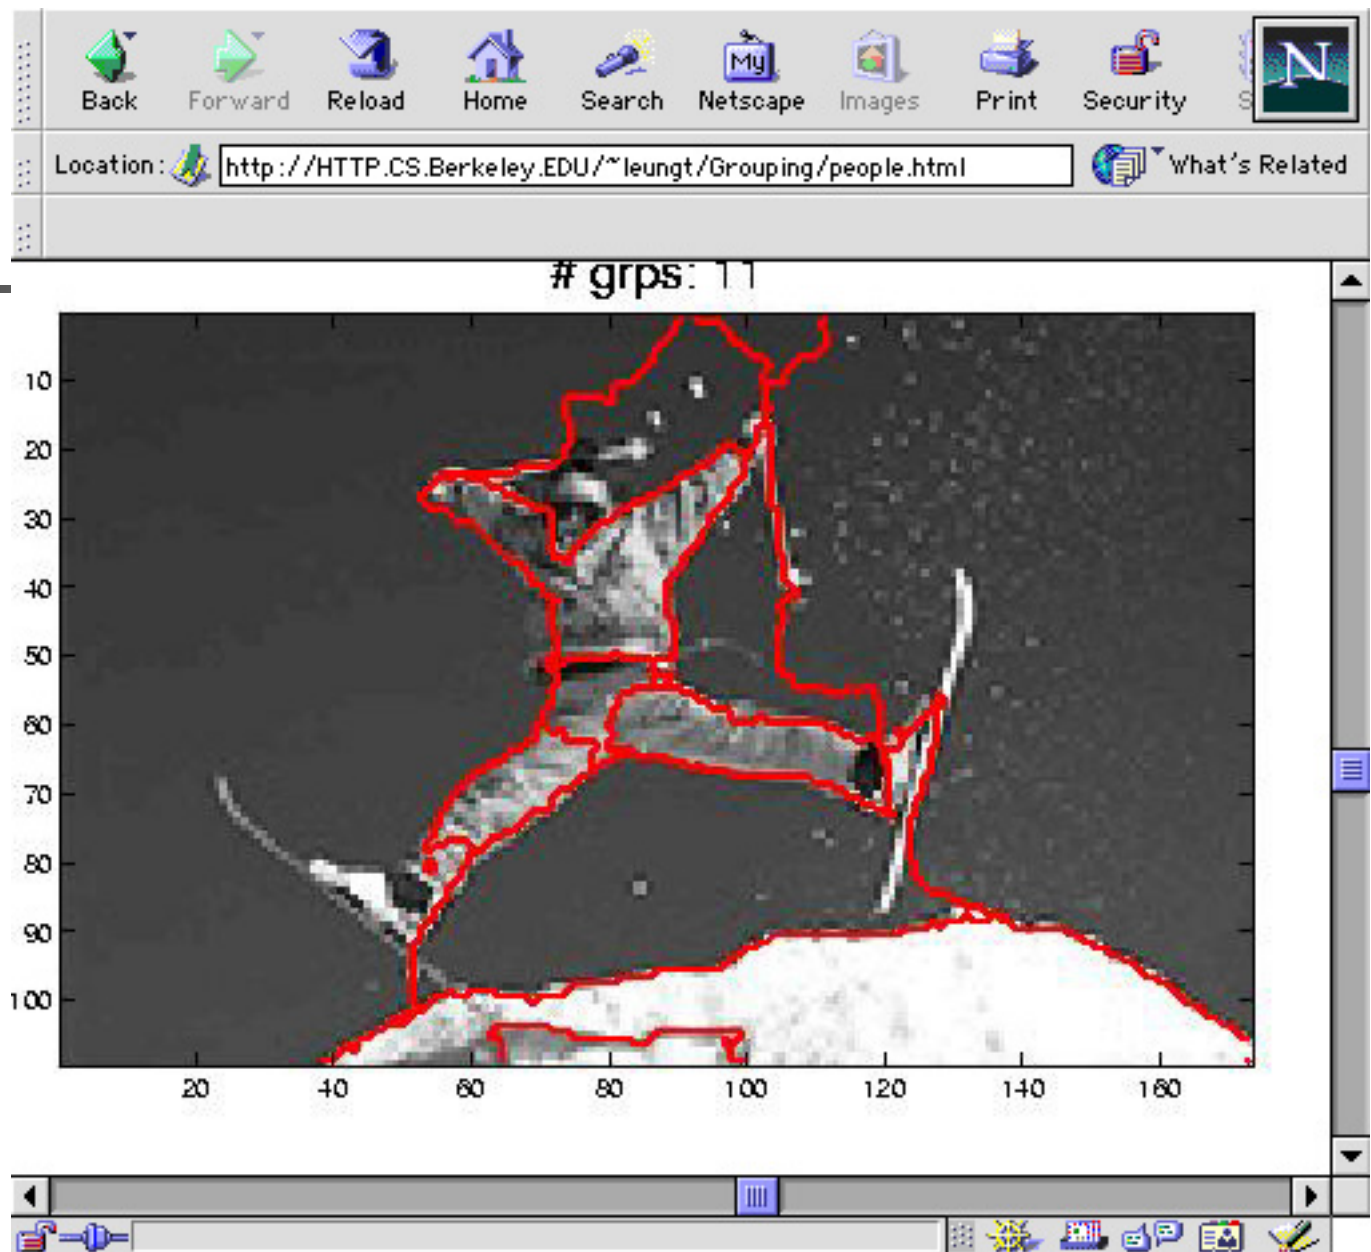 Back Forward Reload Home Search Netscape Images Print Security S
My
N
Location: http://HTTP.CS.Berkeley.EDU/~leungt/Grouping/people.html What's Related
# grps: 11
10
20
30
40
50
60
70
80
90
100
20 40 60 80 100 120 140 160